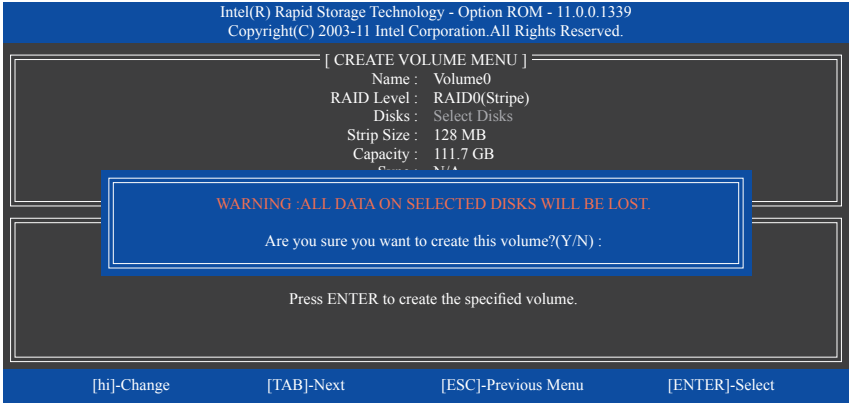 Intel(R) Rapid Storage Technology - Option ROM - 11.0.0.1339
Copyright(C) 2003-11 Intel Corporation.All Rights Reserved.
[ CREATE VOLUME MENU ]
Name : Volume0
RAID Level : RAID0(Stripe)
Disks : Select Disks
Strip Size : 128 MB
Capacity : 111.7 GB
WARNING :ALL DATA ON SELECTED DISKS WILL BE LOST.
Are you sure you want to create this volume?(Y/N) :
Press ENTER to create the specified volume.
[hi]-Change [TAB]-Next [ESC]-Previous Menu [ENTER]-Select